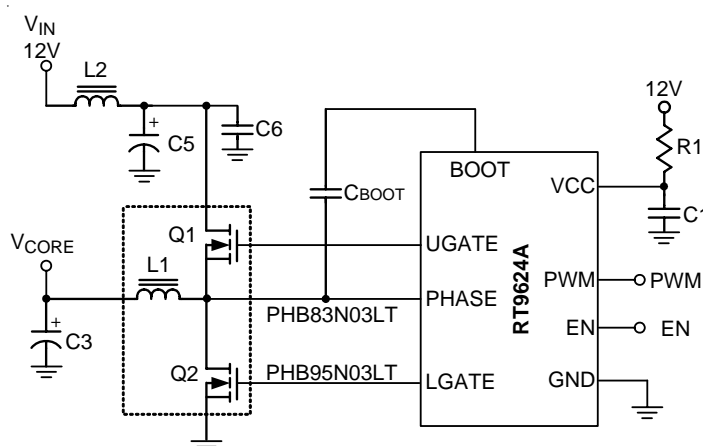 VIN
12V
L2
12V
C5
C6
R1
BOOT
CBOOT
VCC
C1
Q1
UGATE
VCORE
L1
RT9624A
PWM
PWM
PHASE
PHB83N03LT
EN
EN
C3
Q2
PHB95N03LT
LGATE
GND